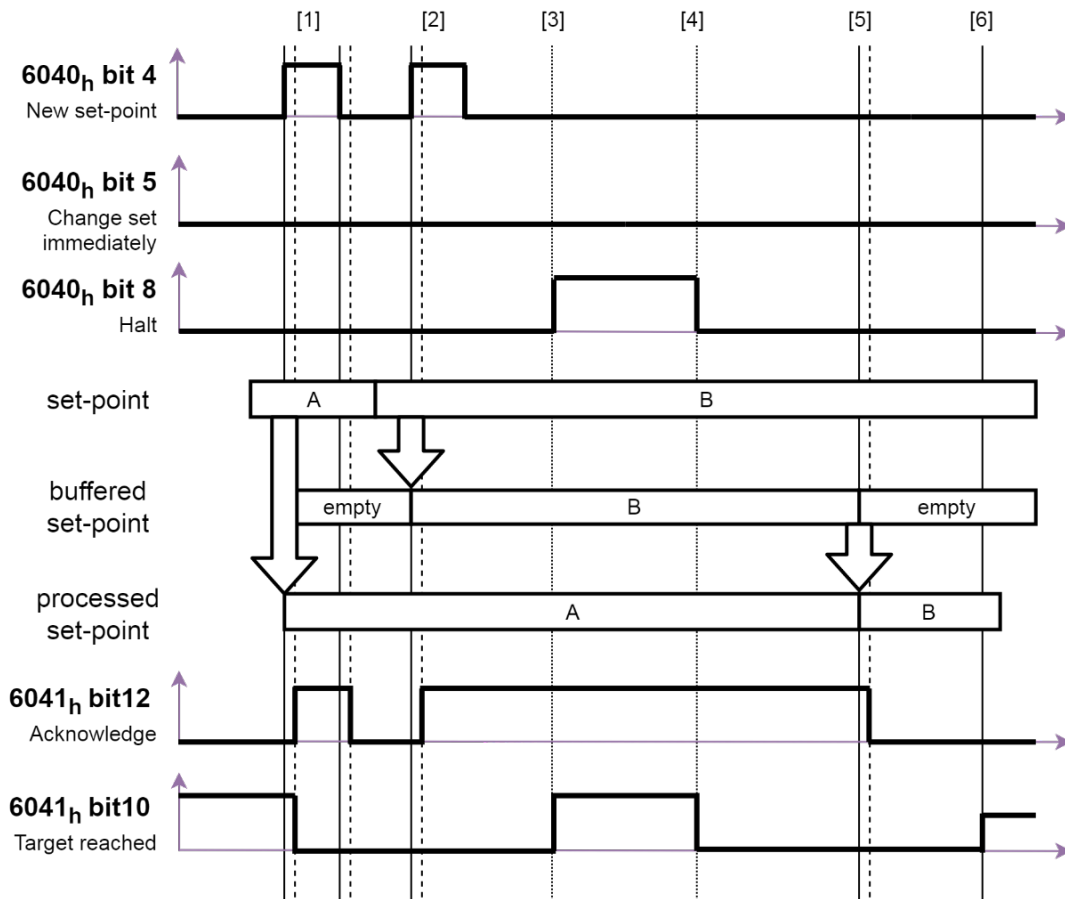 [1] [2] [3] [4] [5] [6]
6040h bit 4
New set-point
6040h bit 5
Change set
immediately
6040h bit 8
Halt
set-point A B
buffered
set-point
empty B empty
processed
set-point
A B
6041h bit12
Acknowledge
6041h bit10
Target reached